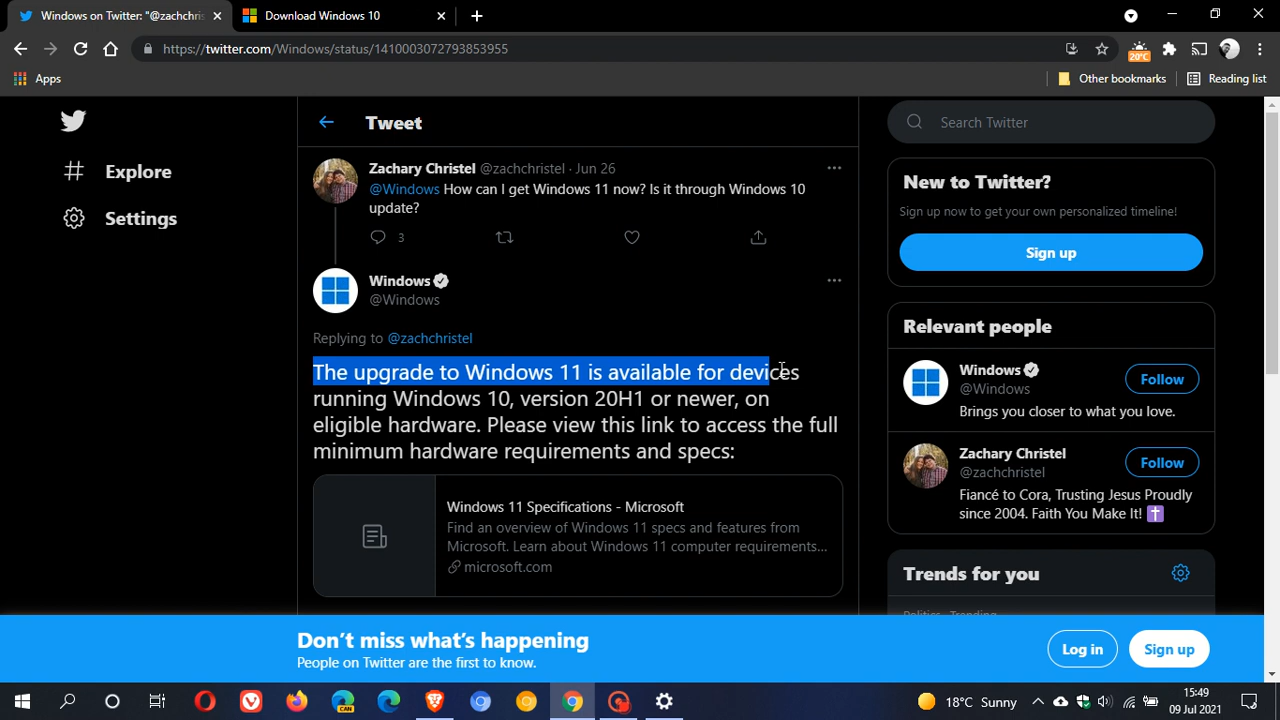 Windows on Twitter: "@zachchris
Download Windows 10
https://twitter.com/Windows/status/1410003072793853955
20°C
Apps
Other bookmarks
Reading list
Explore
Settings
Tweet
Zachary Christel @zachchristel · Jun 26
@Windows How can I get Windows 11 now? Is it through Windows 10
update?
3
Windows
@Windows
Replying to @zachchristel
The upgrade to Windows 11 is available for devices
running Windows 10, version 20H1 or newer, on
eligible hardware. Please view this link to access the full
minimum hardware requirements and specs:
Windows 11 Specifications - Microsoft
Find an overview of Windows 11 specs and features from
Microsoft. Learn about Windows 11 computer requirements...
microsoft.com
Search Twitter
New to Twitter?
Sign up now to get your own personalized timeline!
Sign up
Relevant people
Windows
@Windows
Follow
Brings you closer to what you love.
Zachary Christel
@zachchristel
Follow
Fiancé to Cora, Trusting Jesus Proudly
since 2004. Faith You Make It!
Trends for you
Politics · Trending
Don't miss what's happening
People on Twitter are the first to know.
Log in
Sign up
CAN
18°C Sunny
15:49
09 Jul 2021